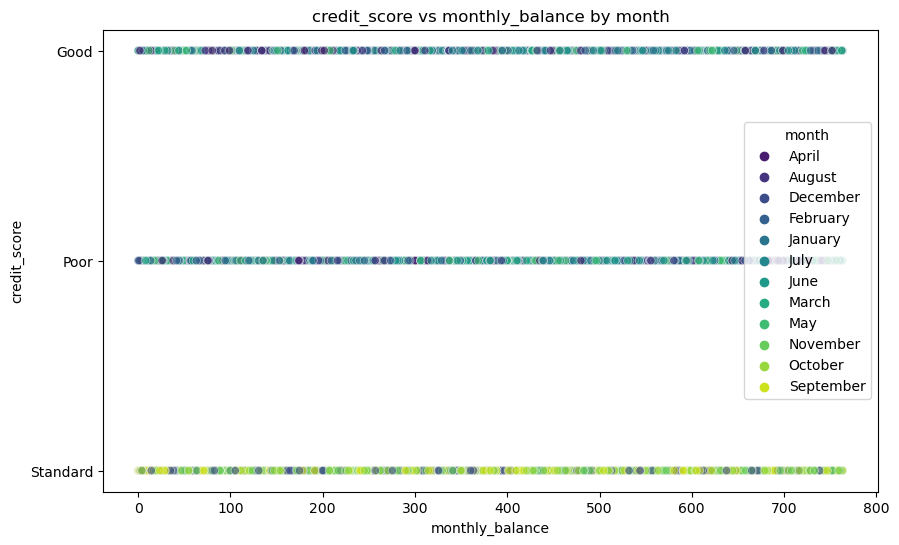 credit_score vs monthly_balance by month
Good
Poor
Standard
credit_score
month
April
August
December
February
January
July
June
March
May
November
October
September
0 100 200 300 400 500 600 700 800
monthly_balance